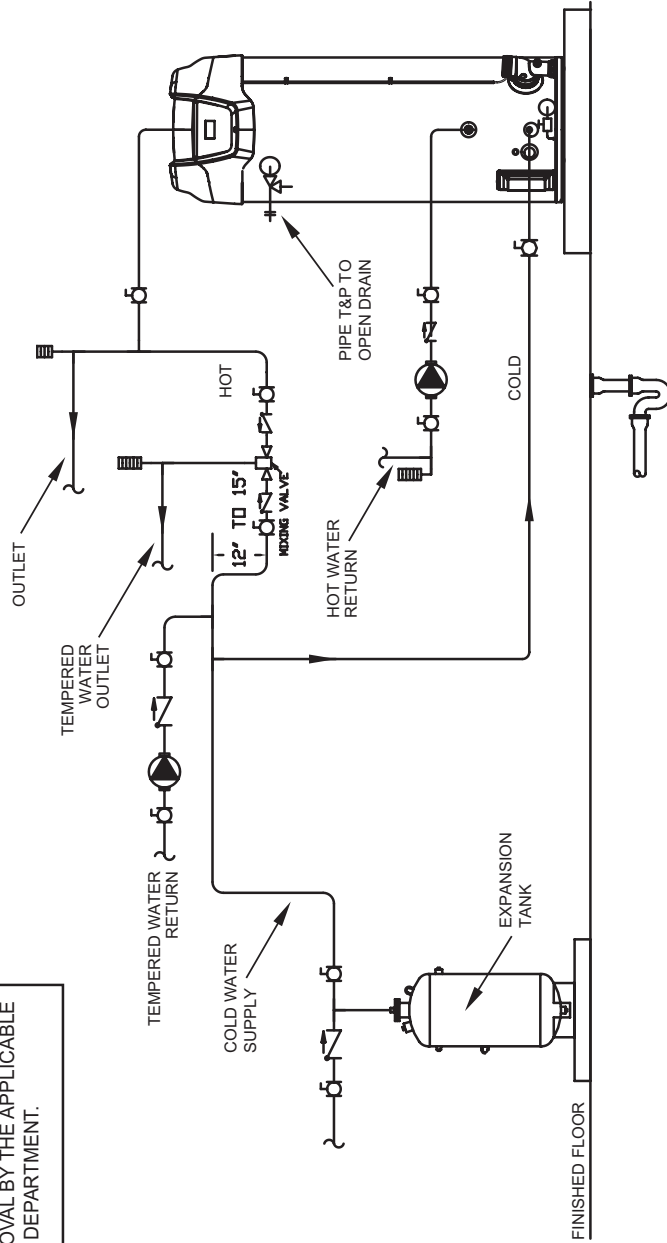 OVAL BY THE APPLICABLE
DEPARTMENT.
OUTLET
TEMPERED
WATER
OUTLET
HOT
PIPE T&P TO
OPEN DRAIN
12" TO 15"
MIXING VALVE
TEMPERED WATER
RETURN
HOT WATER
RETURN
COLD
COLD WATER
SUPPLY
EXPANSION
TANK
FINISHED FLOOR